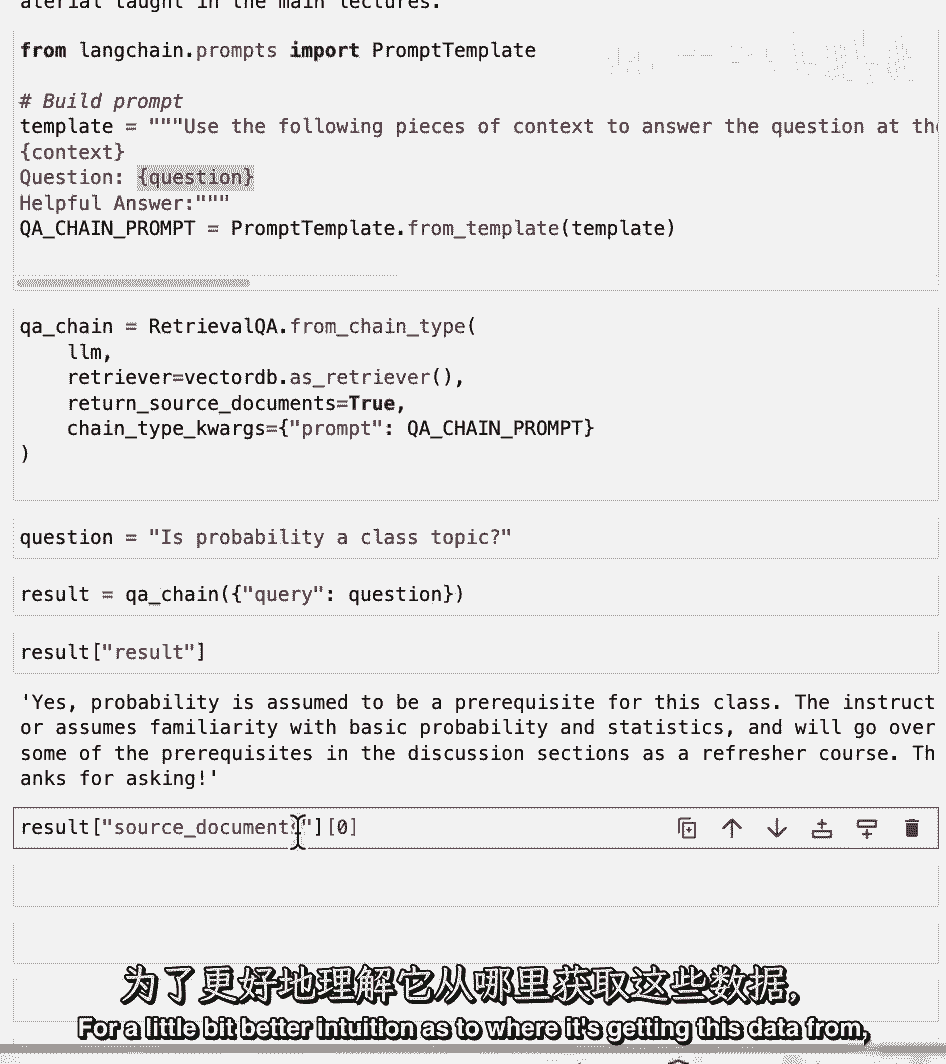 aterial taught in the main lectures.
from langchain.prompts import PromptTemplate
# Build prompt
template = """Use the following pieces of context to answer the question at the
{context}
Question: {question}
Helpful Answer:"""
QA_CHAIN_PROMPT = PromptTemplate.from_template(template)
qa_chain = RetrievalQA.from_chain_type(
    llm,
    retriever=vectordb.as_retriever(),
    return_source_documents=True,
    chain_type_kwargs={"prompt": QA_CHAIN_PROMPT}
)
question = "Is probability a class topic?"
result = qa_chain({"query": question})
result["result"]
'Yes, probability is assumed to be a prerequisite for this class. The instruct
or assumes familiarity with basic probability and statistics, and will go over
some of the prerequisites in the discussion sections as a refresher course. Th
anks for asking!'
result["source_documents"][0]
为了更好地理解它从哪里获取这些数据，
For a little bit better intuition as to where it's getting this data from,